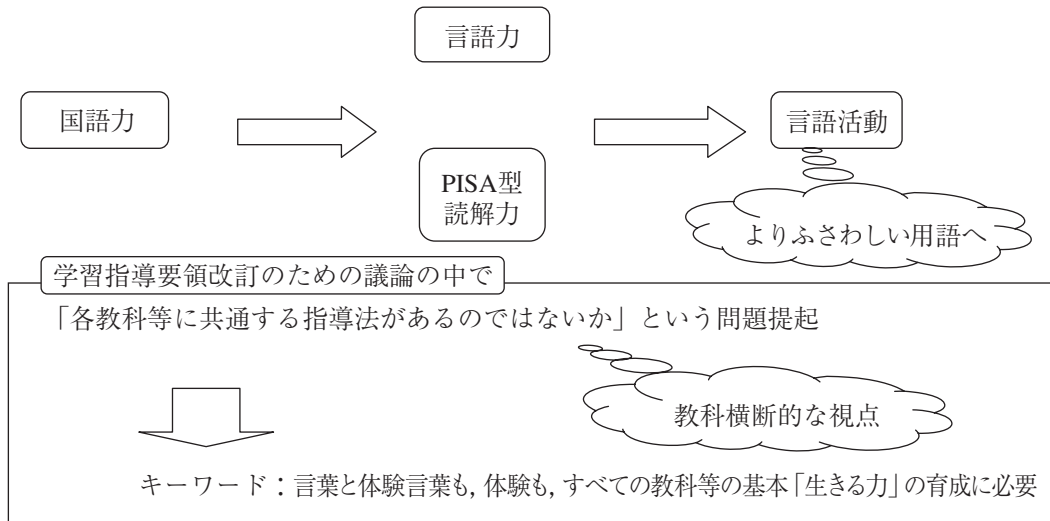 言語力
国語力
言語活動
PISA型
読解力
よりふさわしい用語へ
学習指導要領改訂のための議論の中で
「各教科等に共通する指導法があるのではないか」という問題提起
教科横断的な視点
キーワード：言葉と体験言葉も，体験も，すべての教科等の基本「生きる力」の育成に必要